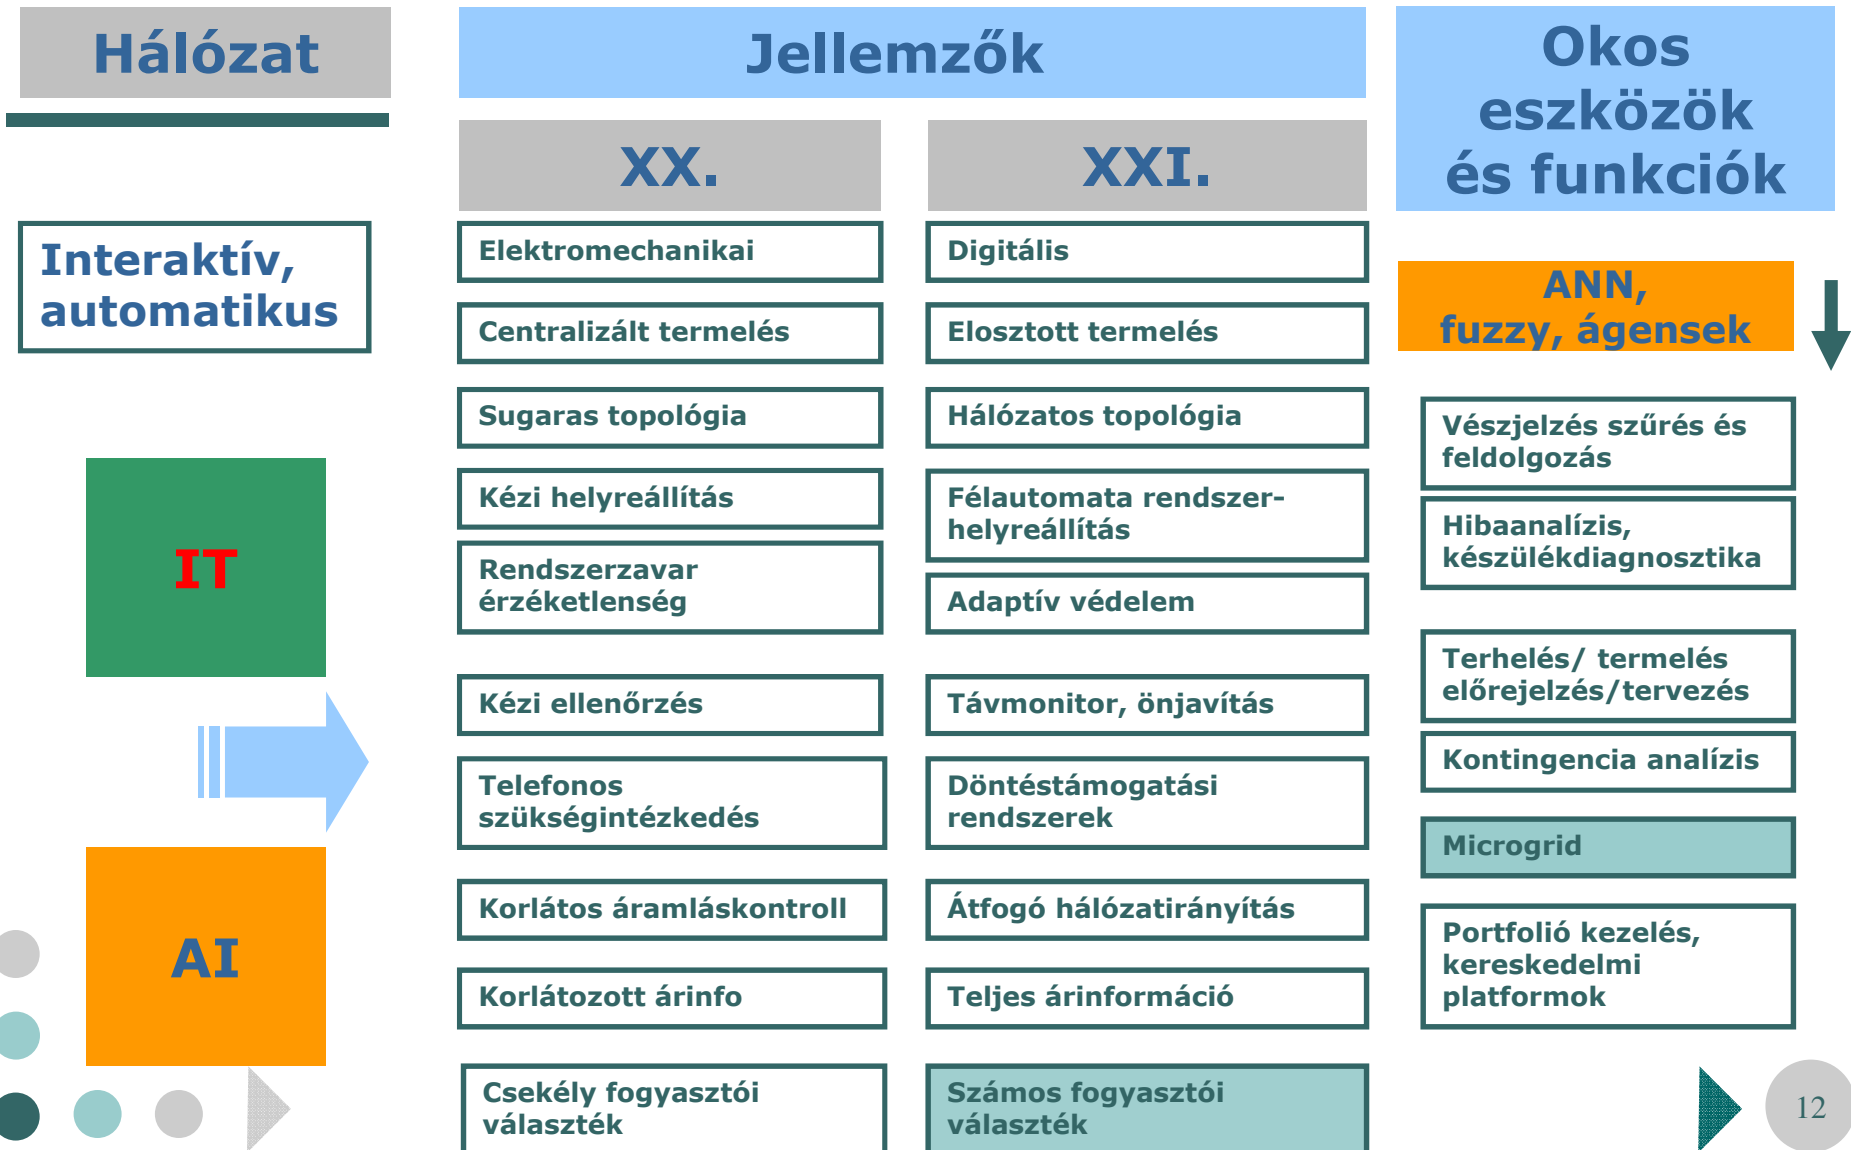 Hálózat
Jellemzők
Okos
eszközök
és funkciók
XX.
XXI.
Interaktív,
automatikus
IT
AI
Elektromechanikai
Centralizált termelés
Sugaras topológia
Kézi helyreállítás
Rendszerzavar
érzéketlenség
Kézi ellenőrzés
Telefonos
szükségintézkedés
Korlátos áramláskontroll
Korlátozott árinfo
Csekély fogyasztói
választék
Digitális
Elosztott termelés
Hálózatos topológia
Félautomata rendszer-
helyreállítás
Adaptív védelem
Távmonitor, önjavítás
Döntéstámogatási
rendszerek
Átfogó hálózatirányítás
Teljes árinformáció
Számos fogyasztói
választék
ANN,
fuzzy, ágensek
Vészjelzés szűrés és
feldolgozás
Hibaanalízis,
készülékdiagnosztika
Terhelés/ termelés
előrejelzés/tervezés
Kontingencia analízis
Microgrid
Portfolió kezelés,
kereskedelmi
platformok
12